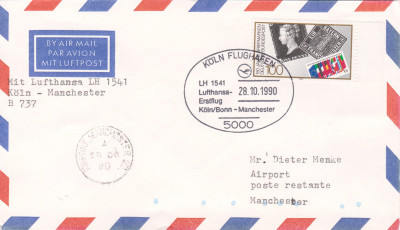 BY AIR MAIL
PAR AVION
MIT LUFTPOST
Mit Lufthansa LH 1541
Köln - Manchester
B 737
KÖLN FLUGHAFEN
LH 1541
Lufthansa-
Erstflug
28.10.1990
Köln/Bonn - Manchester
5000
100
Mr. Dieter Menke
Airport
poste restante
Manchester